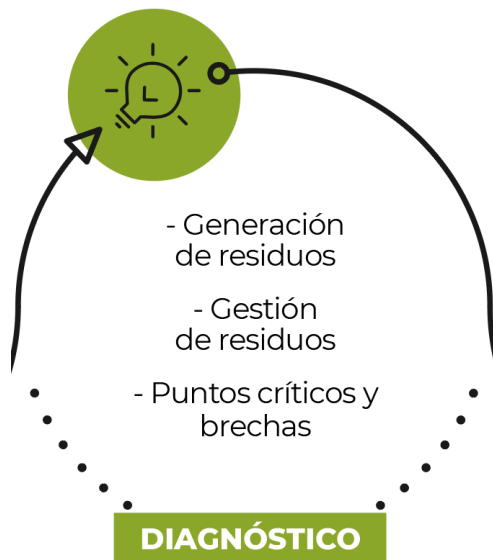 - Generación
de residuos
- Gestión
de residuos
- Puntos críticos y
brechas
DIAGNÓSTICO